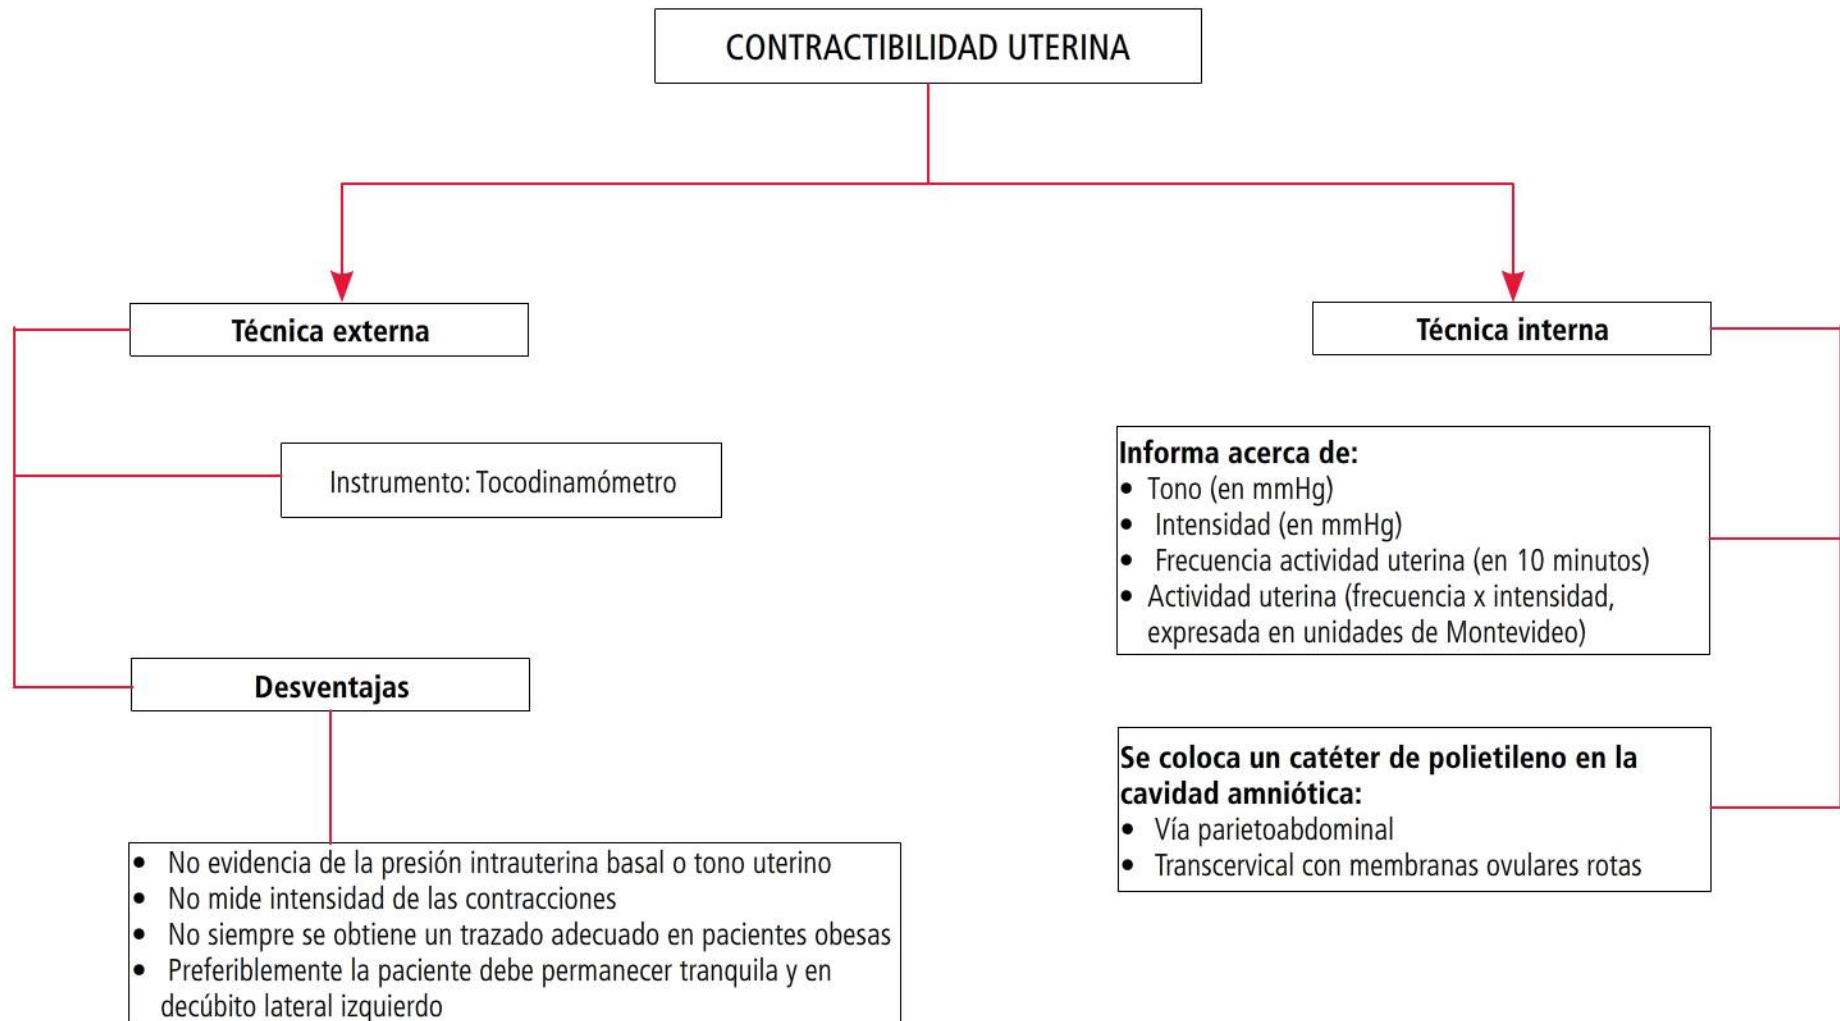 CONTRACTIBILIDAD UTERINA
Técnica externa
Instrumento: Tocodinamómetro
Desventajas
• No evidencia de la presión intrauterina basal o tono uterino
• No mide intensidad de las contracciones
• No siempre se obtiene un trazado adecuado en pacientes obesas
• Preferiblemente la paciente debe permanecer tranquila y en
decúbito lateral izquierdo
Técnica interna
Informa acerca de:
• Tono (en mmHg)
• Intensidad (en mmHg)
• Frecuencia actividad uterina (en 10 minutos)
• Actividad uterina (frecuencia x intensidad,
expresada en unidades de Montevideo)
Se coloca un catéter de polietileno en la
cavidad amniótica:
• Vía parietoabdominal
• Transcervical con membranas ovulares rotas